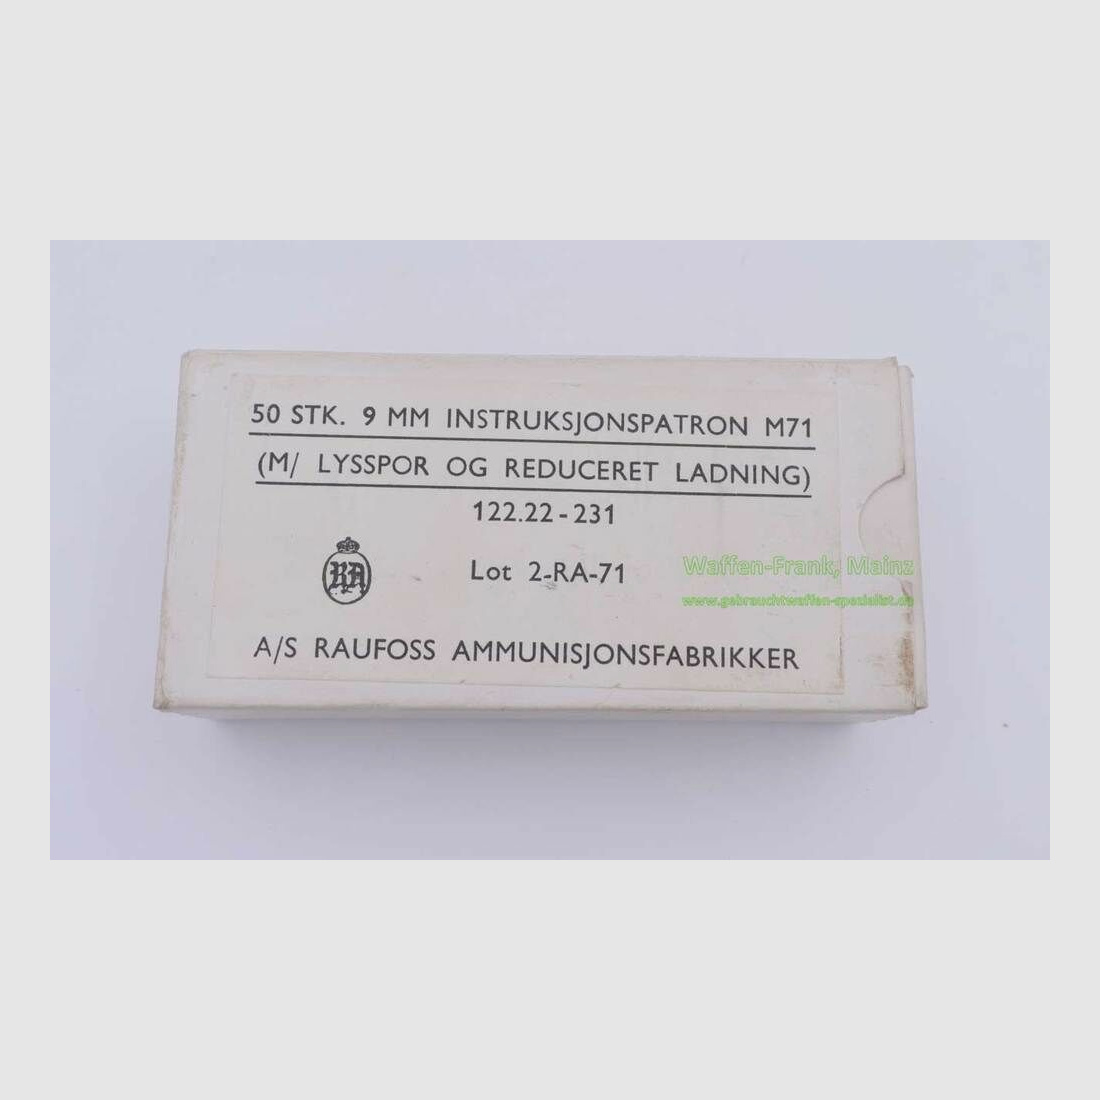 50 STK. 9 MM INSTRUKSJONSPATRON M71
(M/ LYSSPOR OG REDUCERET LADNING)
122.22-231
RA
Lot 2-RA-71
A/S RAUFOSS AMMUNISJONSFABRIKKER
Waffen-Frank, Mainz
www.gebrauchtwaffen-spezialist.de